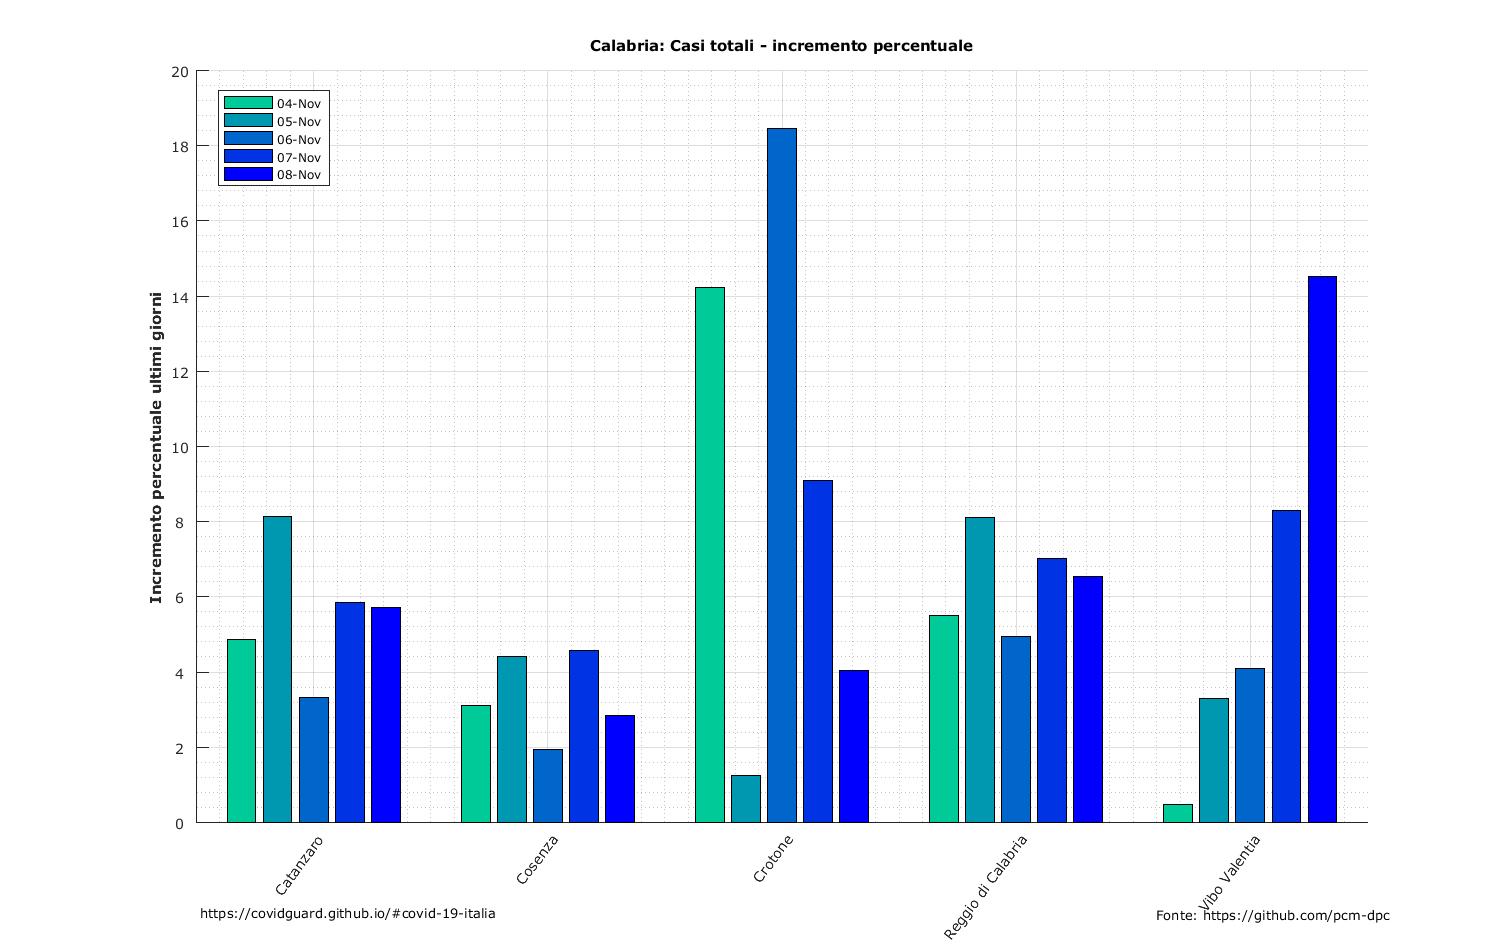 Calabria: Casi totali - incremento percentuale
20
18
16
14
12
10
8
6
4
2
0
Incremento percentuale ultimi giorni
04-Nov
05-Nov
06-Nov
07-Nov
08-Nov
Catanzaro
Cosenza
Crotone
Reggio di Calabria
Vibo Valentia
https://covidguard.github.io/#covid-19-italia
Fonte: https://github.com/pcm-dpc